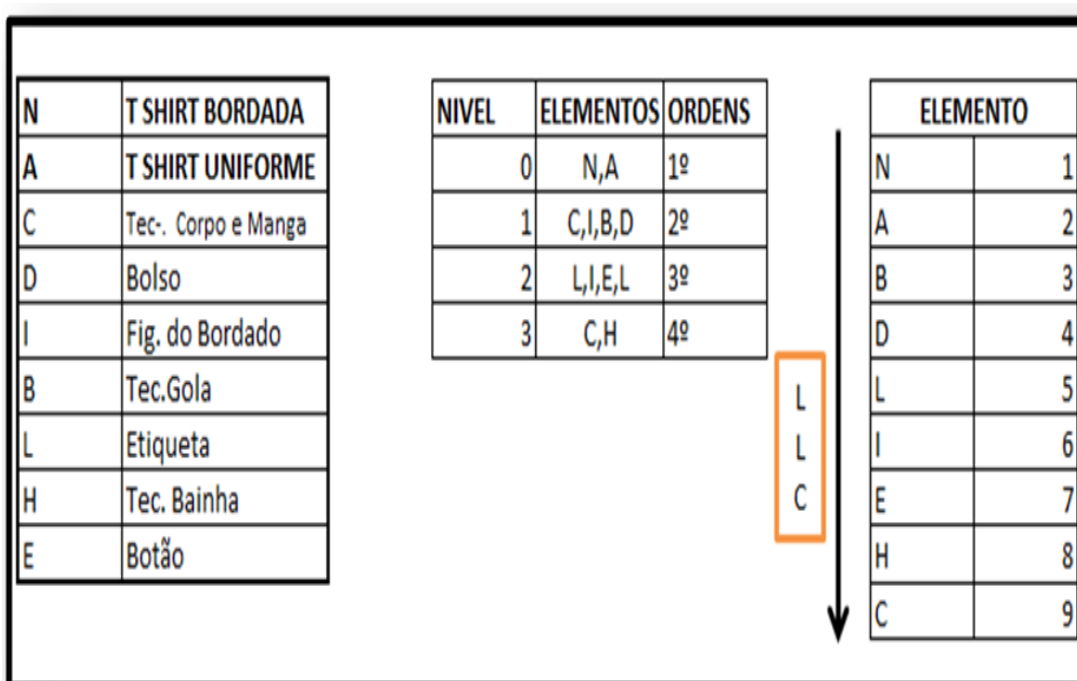 N T SHIRT BORDADA
A T SHIRT UNIFORME
C Tec-. Corpo e Manga
D Bolso
I Fig. do Bordado
B Tec.Gola
L Etiqueta
H Tec. Bainha
E Botão
NIVEL ELEMENTOS ORDENS
0 N,A 1º
1 C,I,B,D 2º
2 L,I,E,L 3º
3 C,H 4º
L
L
C
ELEMENTO
N 1
A 2
B 3
D 4
L 5
I 6
E 7
H 8
C 9